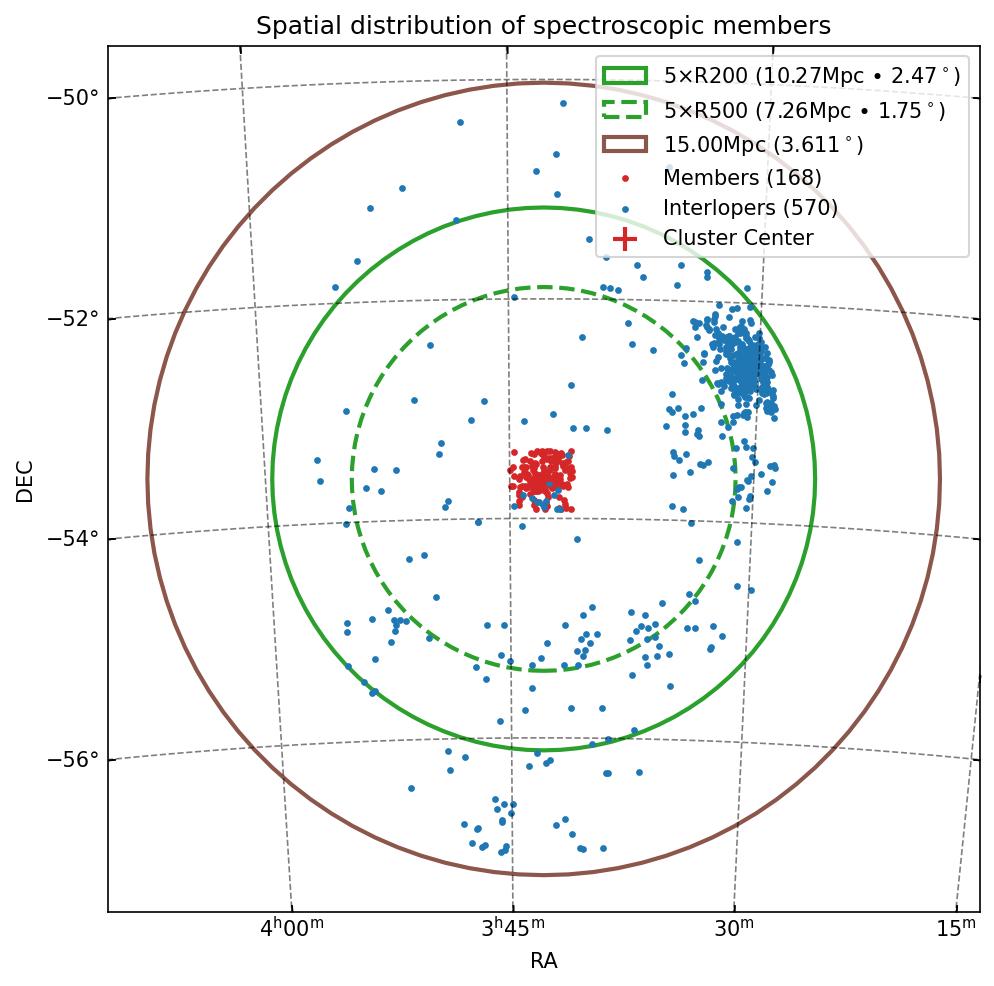 Spatial distribution of spectroscopic members
5×R200 (10.27Mpc • 2.47°)
5×R500 (7.26Mpc • 1.75°)
15.00Mpc (3.611°)
Members (168)
Interlopers (570)
Cluster Center
−50°
−52°
−54°
−56°
DEC
4ʰ00ᵐ
3ʰ45ᵐ
30ᵐ
15ᵐ
RA